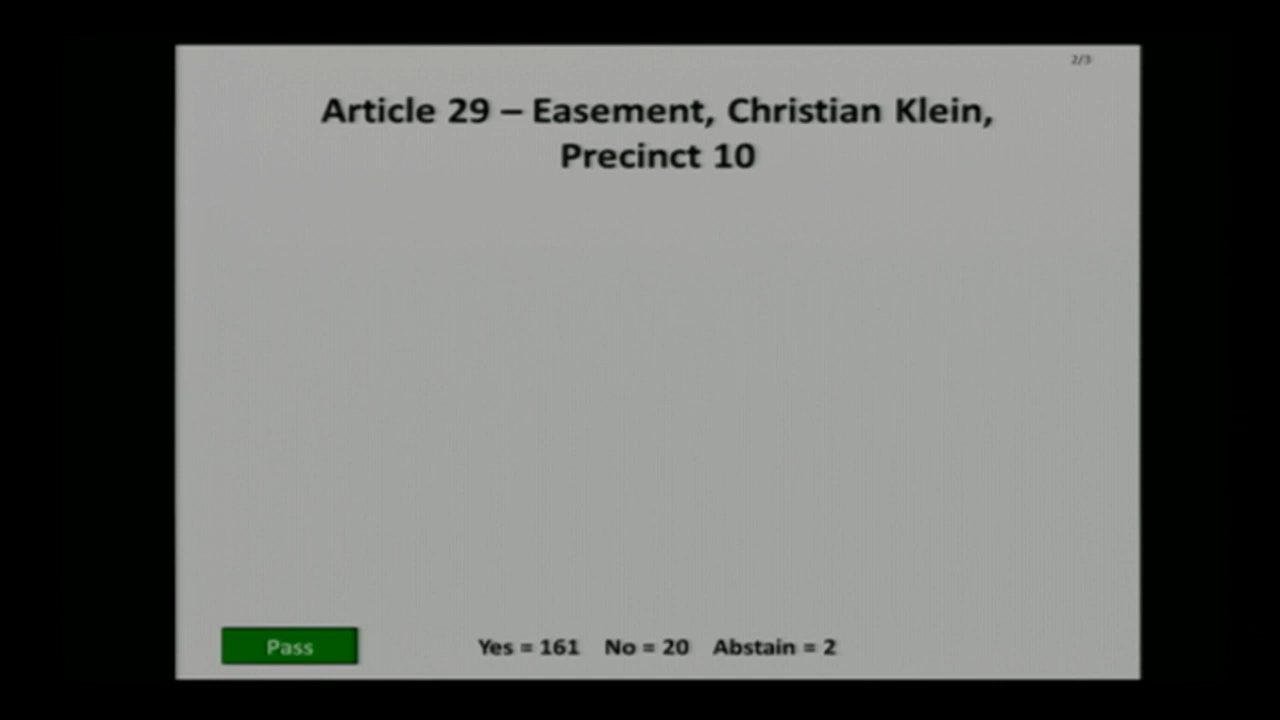 2/3
Article 29 – Easement, Christian Klein,
Precinct 10
Pass
Yes = 161 No = 20 Abstain = 2